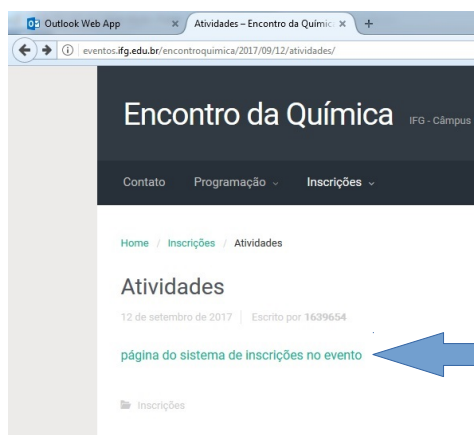 Outlook Web App × Atividades – Encontro da Químic × +
eventos.ifg.edu.br/encontroquimica/2017/09/12/atividades/
Encontro da Química IFG - Câmpus
Contato Programação Inscrições
Home / Inscrições / Atividades
Atividades
12 de setembro de 2017 | Escrito por 1639654
página do sistema de inscrições no evento
Inscrições